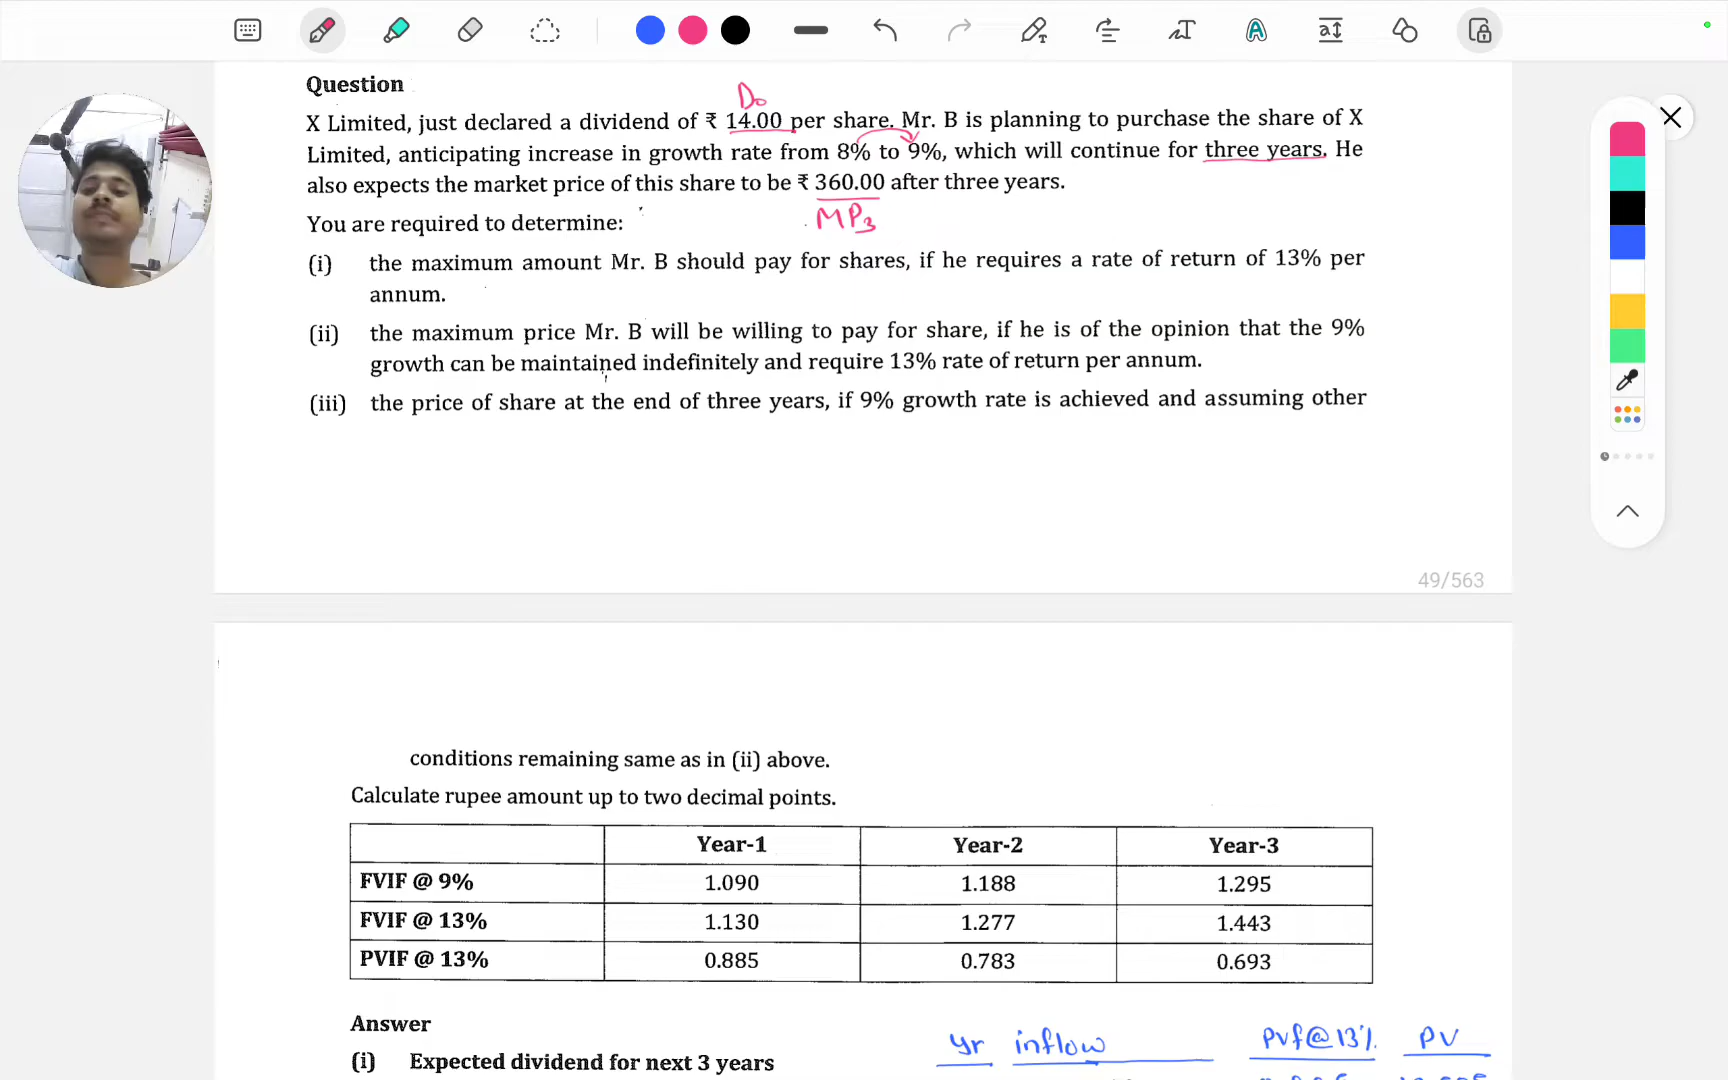 Question
D₀
X Limited, just declared a dividend of ₹ 14.00 per share. Mr. B is planning to purchase the share of X
Limited, anticipating increase in growth rate from 8% to 9%, which will continue for three years. He
also expects the market price of this share to be ₹ 360.00 after three years.
MP₃
You are required to determine:
(i) the maximum amount Mr. B should pay for shares, if he requires a rate of return of 13% per
annum.
(ii) the maximum price Mr. B will be willing to pay for share, if he is of the opinion that the 9%
growth can be maintained indefinitely and require 13% rate of return per annum.
(iii) the price of share at the end of three years, if 9% growth rate is achieved and assuming other
49/563
conditions remaining same as in (ii) above.
Calculate rupee amount up to two decimal points.
Year-1 Year-2 Year-3
FVIF @ 9% 1.090 1.188 1.295
FVIF @ 13% 1.130 1.277 1.443
PVIF @ 13% 0.885 0.783 0.693
Answer
yr inflow Pvf@13% PV
(i) Expected dividend for next 3 years